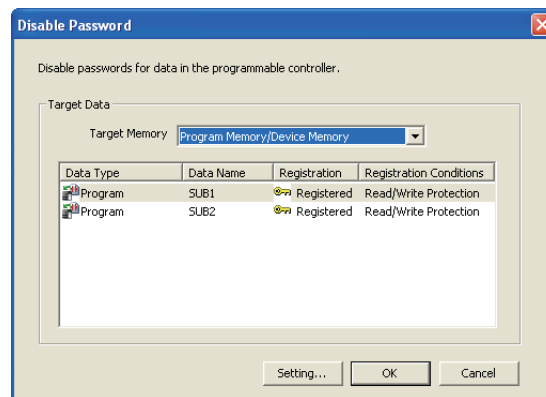 Disable Password
Disable passwords for data in the programmable controller.
Target Data
Target Memory Program Memory/Device Memory
Data Type Data Name Registration Registration Conditions
Program SUB1 Registered Read/Write Protection
Program SUB2 Registered Read/Write Protection
Setting... OK Cancel